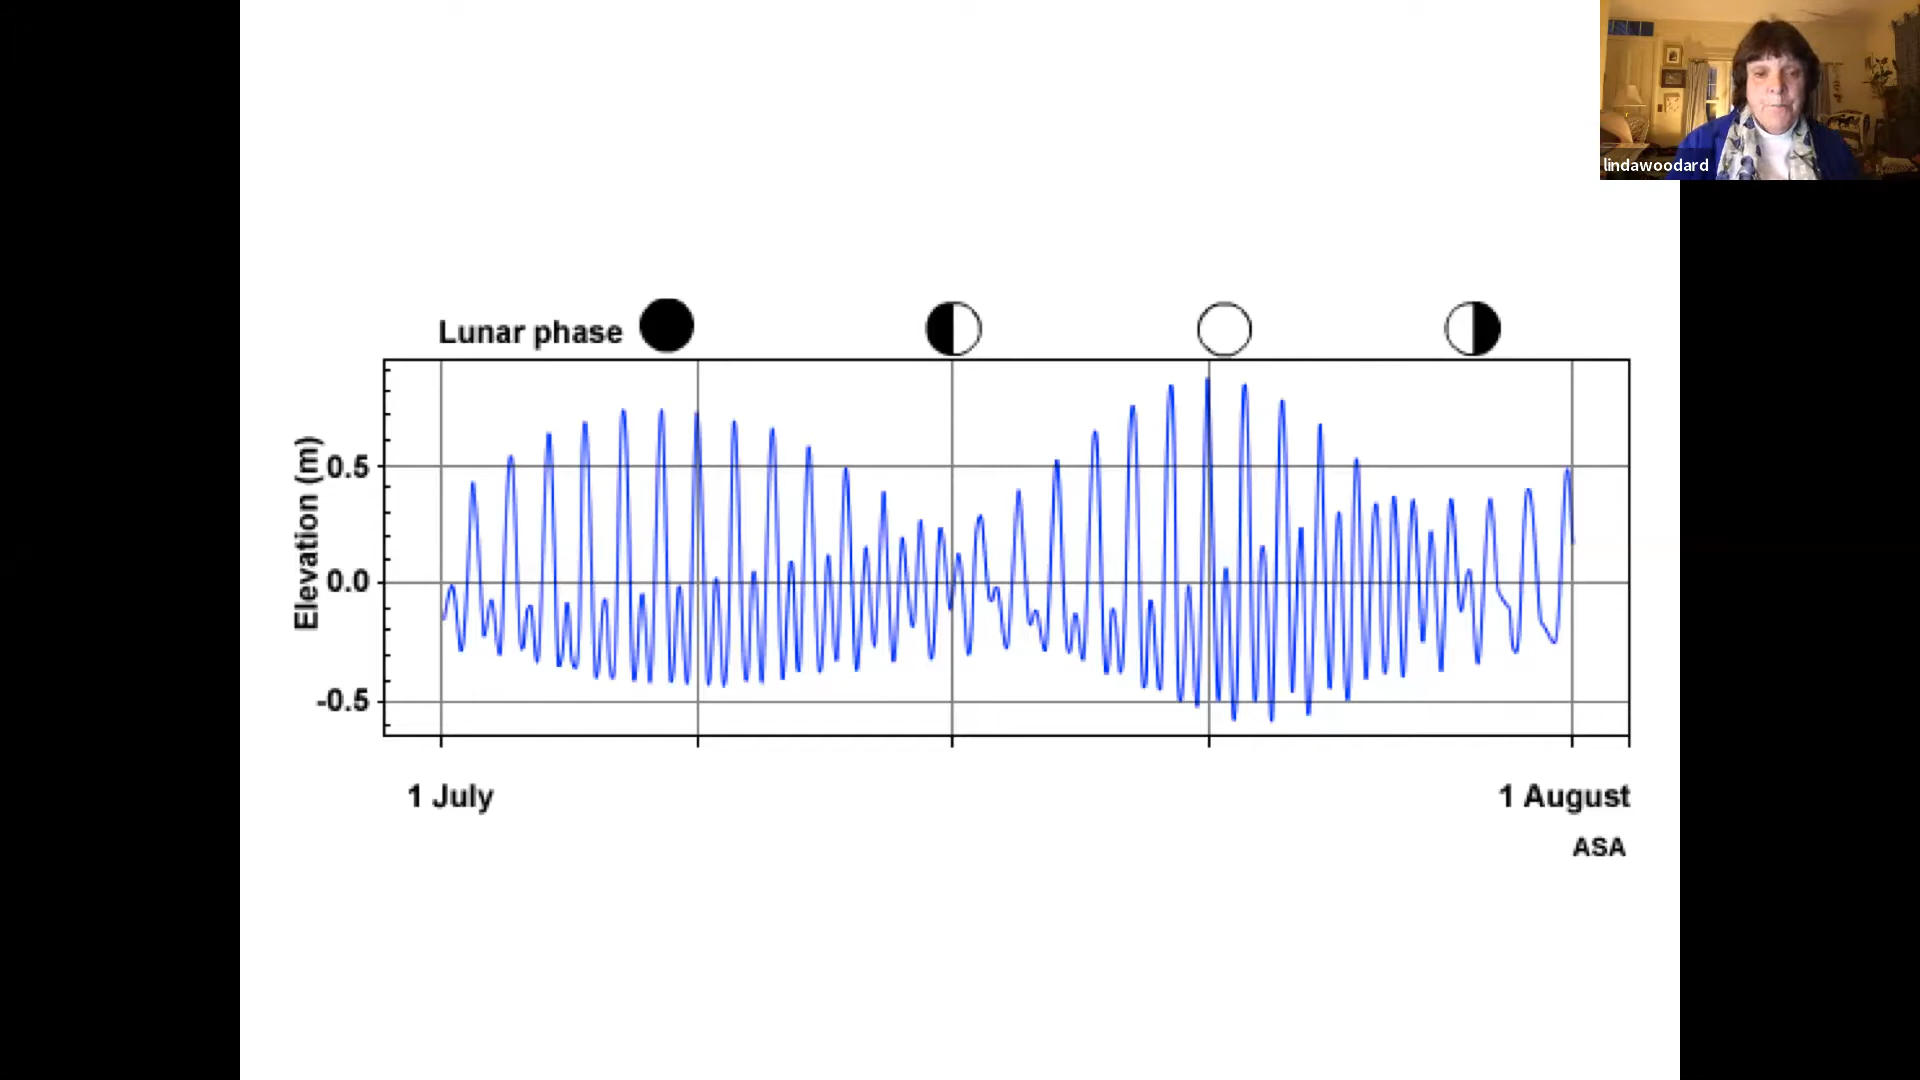 lindawoodard
Lunar phase
Elevation (m)
0.5
0.0
-0.5
1 July
1 August
ASA